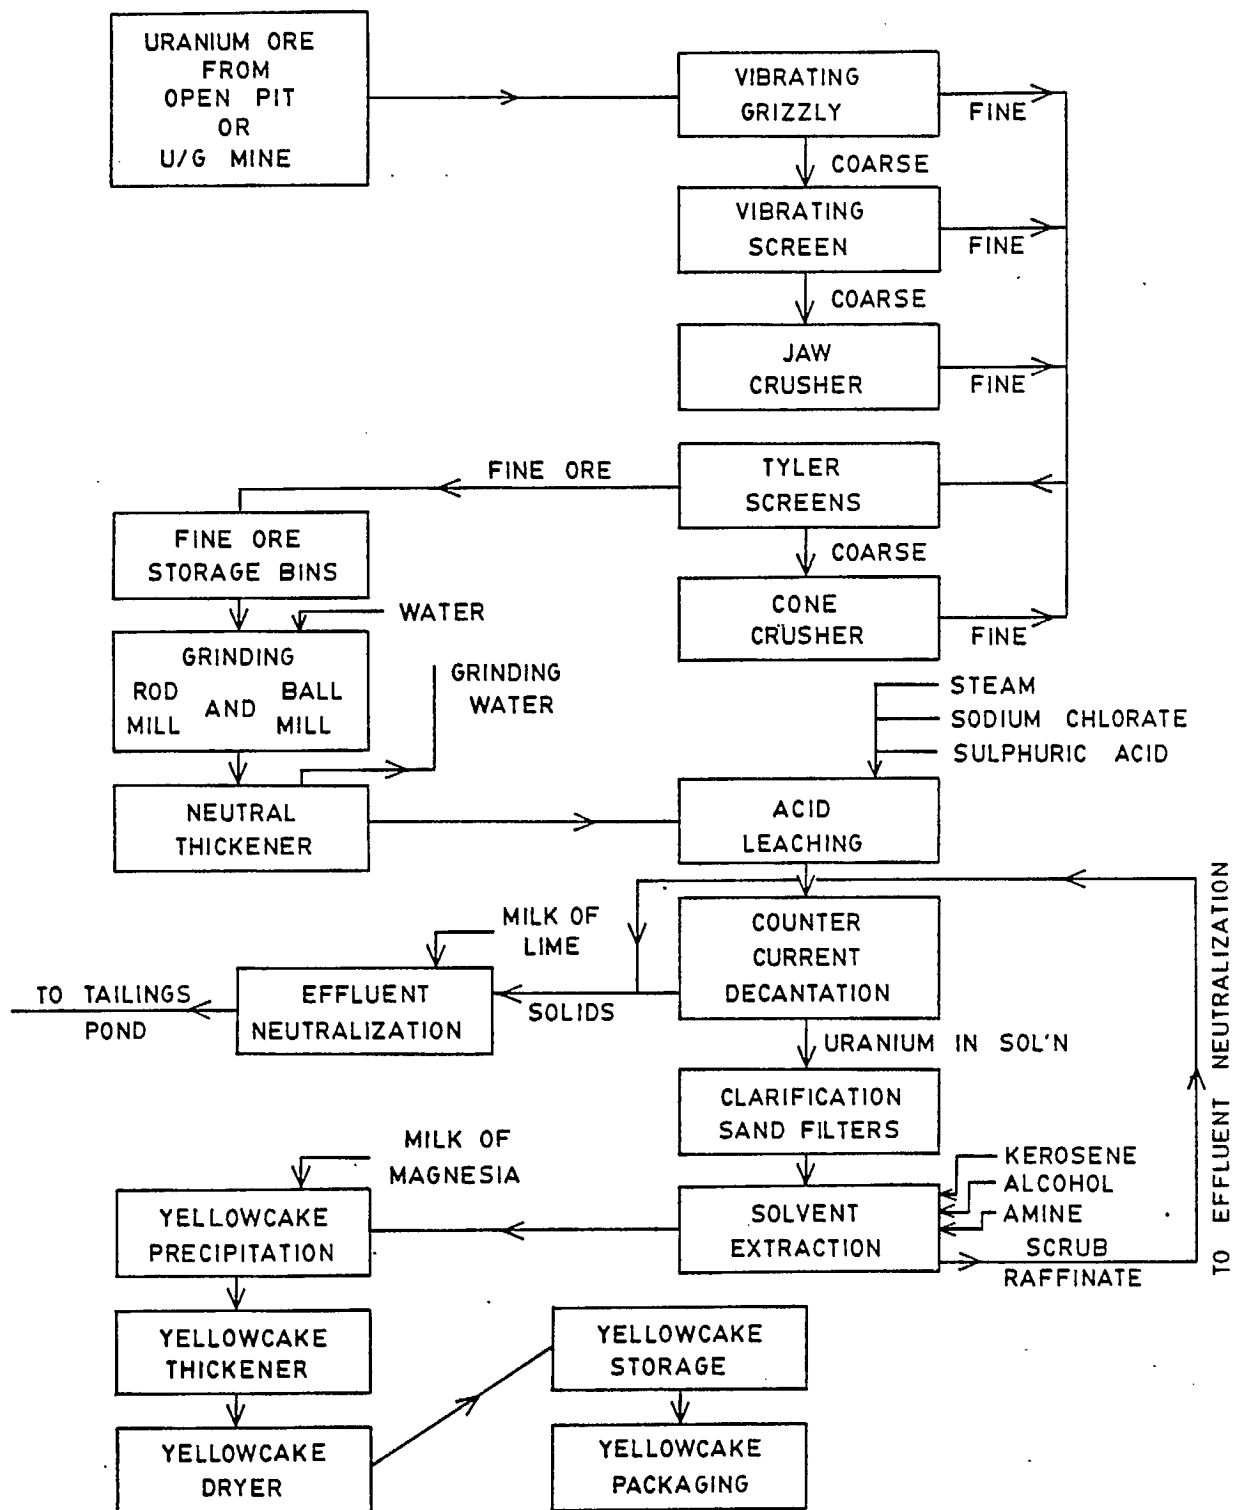 URANIUM ORE
FROM
OPEN PIT
OR
U/G MINE
VIBRATING
GRIZZLY
FINE
COARSE
VIBRATING
SCREEN
FINE
COARSE
JAW
CRUSHER
FINE
FINE ORE
TYLER
SCREENS
FINE ORE
STORAGE BINS
COARSE
CONE
CRUSHER
FINE
WATER
GRINDING
ROD
MILL
AND
BALL
MILL
GRINDING
WATER
STEAM
SODIUM CHLORATE
SULPHURIC ACID
NEUTRAL
THICKENER
ACID
LEACHING
MILK OF
LIME
COUNTER
CURRENT
DECANTATION
TO TAILINGS
POND
EFFLUENT
NEUTRALIZATION
SOLIDS
URANIUM IN SOL'N
CLARIFICATION
SAND FILTERS
TO EFFLUENT NEUTRALIZATION
MILK OF
MAGNESIA
KEROSENE
ALCOHOL
AMINE
SCRUB
RAFFINATE
YELLOWCAKE
PRECIPITATION
SOLVENT
EXTRACTION
YELLOWCAKE
THICKENER
YELLOWCAKE
STORAGE
YELLOWCAKE
DRYER
YELLOWCAKE
PACKAGING